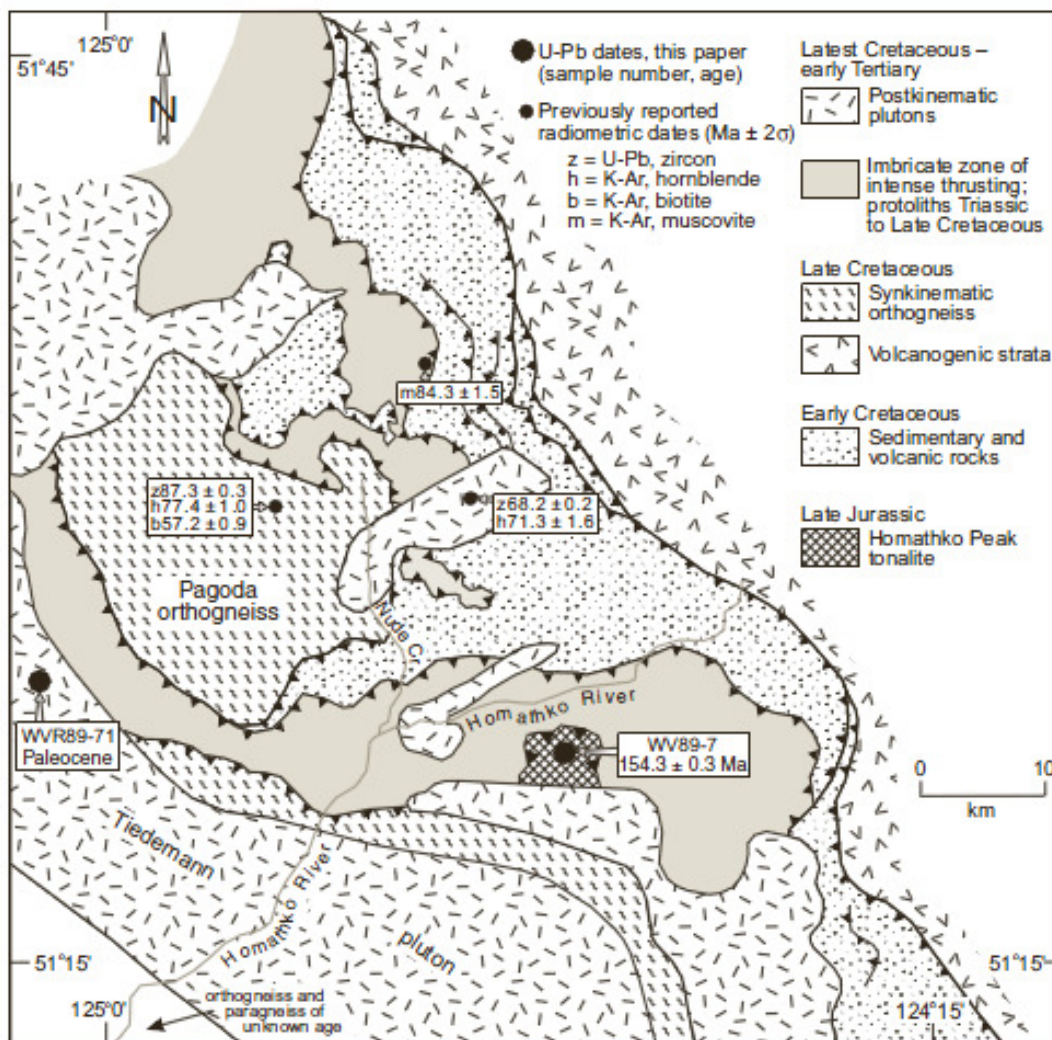 125°0'
51°45'
N
U-Pb dates, this paper
(sample number, age)
Previously reported
radiometric dates (Ma ± 2σ)
z = U-Pb, zircon
h = K-Ar, hornblende
b = K-Ar, biotite
m = K-Ar, muscovite
Latest Cretaceous –
early Tertiary
Postkinematic
plutons
Imbricate zone of
intense thrusting;
protoliths Triassic
to Late Cretaceous
Late Cretaceous
Synkinematic
orthogneiss
Volcanogenic strata
Early Cretaceous
Sedimentary and
volcanic rocks
Late Jurassic
Homathko Peak
tonalite
m84.3 ± 1.5
z87.3 ± 0.3
h77.4 ± 1.0
b57.2 ± 0.9
z68.2 ± 0.2
h71.3 ± 1.6
Pagoda
orthogneiss
Nude Cr.
Homathko River
WVR89-71
Paleocene
WV89-7
154.3 ± 0.3 Ma
0 10
km
Tiedemann
pluton
Homathko River
51°15'
51°15'
125°0'
124°15'
orthogneiss and
paragneiss of
unknown age